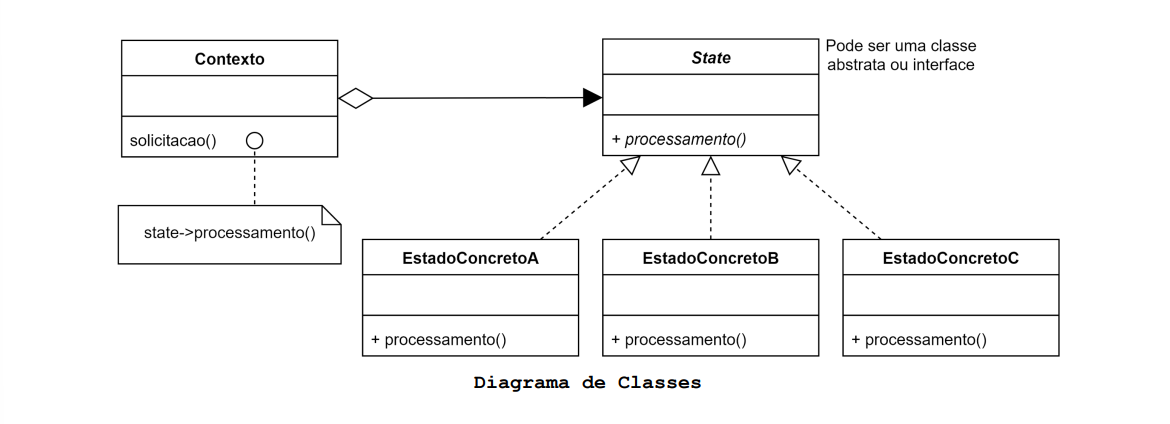 Contexto
solicitacao()
state->processamento()
State
+ processamento()
Pode ser uma classe
abstrata ou interface
EstadoConcretoA
+ processamento()
EstadoConcretoB
+ processamento()
EstadoConcretoC
+ processamento()
Diagrama de Classes